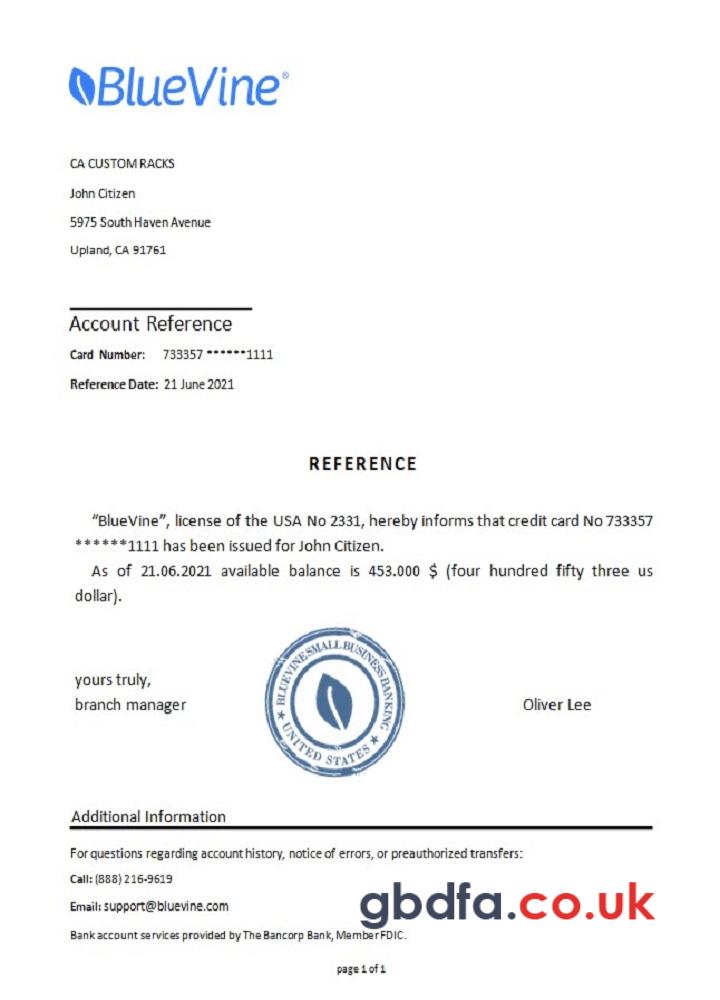 BlueVine®
CA CUSTOM RACKS
John Citizen
5975 South Haven Avenue
Upland, CA 91761
Account Reference
Card Number: 733357 ******1111
Reference Date: 21 June 2021
REFERENCE
“BlueVine”, license of the USA No 2331, hereby informs that credit card No 733357
******1111 has been issued for John Citizen.
As of 21.06.2021 available balance is 453.000 $ (four hundred fifty three us
dollar).
yours truly,
branch manager
BLUEVINE SMALL BUSINESS BANKING
★ UNITED STATES ★
Oliver Lee
Additional Information
For questions regarding account history, notice of errors, or preauthorized transfers:
Call: (888) 216-9619
Email: support@bluevine.com
gbdfa.co.uk
Bank account services provided by The Bancorp Bank, Member FDIC.
page 1 of 1